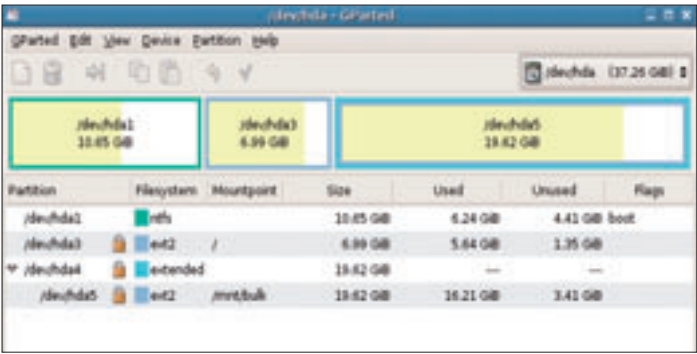 /dev/hda - GParted
GParted Edit View Device Partition Help
/dev/hda (37.26 GiB)
/dev/hda1
10.65 GiB
/dev/hda3
6.99 GiB
/dev/hda5
19.62 GiB
Partition Filesystem Mountpoint Size Used Unused Flags
/dev/hda1 ntfs 10.65 GiB 6.24 GiB 4.41 GiB boot
/dev/hda3 ext2 / 6.99 GiB 5.64 GiB 1.35 GiB
/dev/hda4 extended 19.62 GiB --- ---
/dev/hda5 ext2 /mnt/bulk 19.62 GiB 16.21 GiB 3.41 GiB